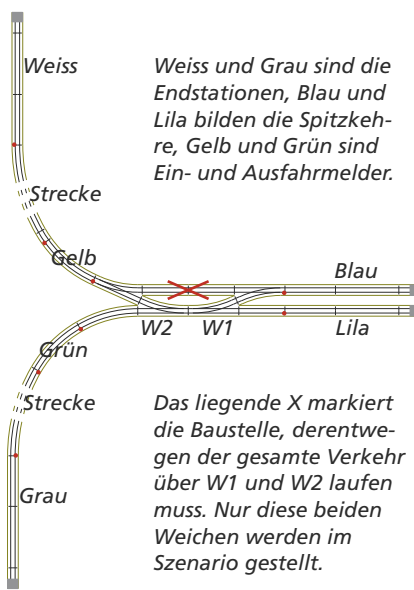 Weiss
Weiss und Grau sind die
Endstationen, Blau und
Lila bilden die Spitzkeh-
re, Gelb und Grün sind
Ein- und Ausfahrmelder.
Strecke
Gelb
Blau
W2
W1
Lila
Grün
Strecke
Grau
Das liegende X markiert
die Baustelle, derentwe-
gen der gesamte Verkehr
über W1 und W2 laufen
muss. Nur diese beiden
Weichen werden im
Szenario gestellt.